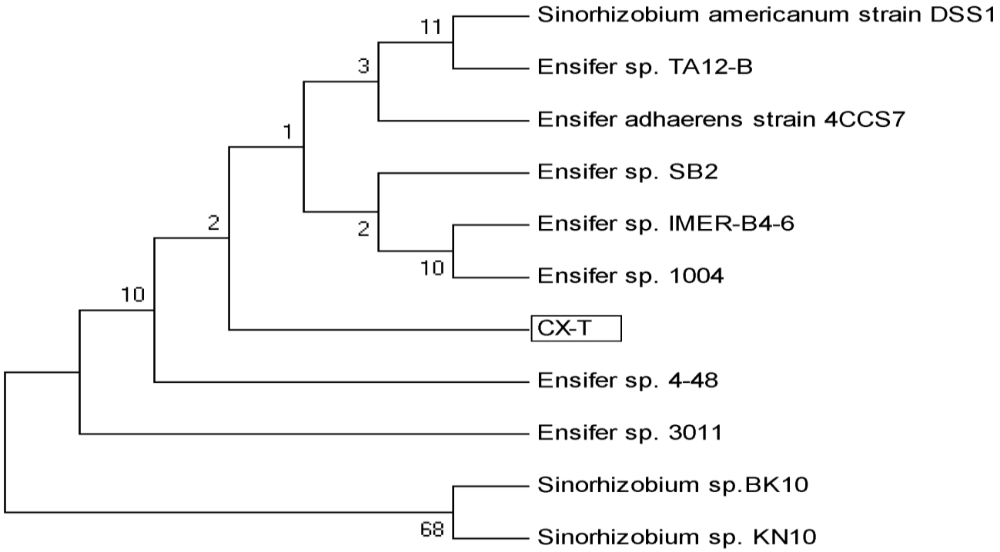 Sinorhizobium americanum strain DSS1
11
Ensifer sp. TA12-B
3
Ensifer adhaerens strain 4CCS7
1
Ensifer sp. SB2
2
Ensifer sp. IMER-B4-6
2
10
Ensifer sp. 1004
10
CX-T
Ensifer sp. 4-48
Ensifer sp. 3011
Sinorhizobium sp.BK10
68
Sinorhizobium sp. KN10